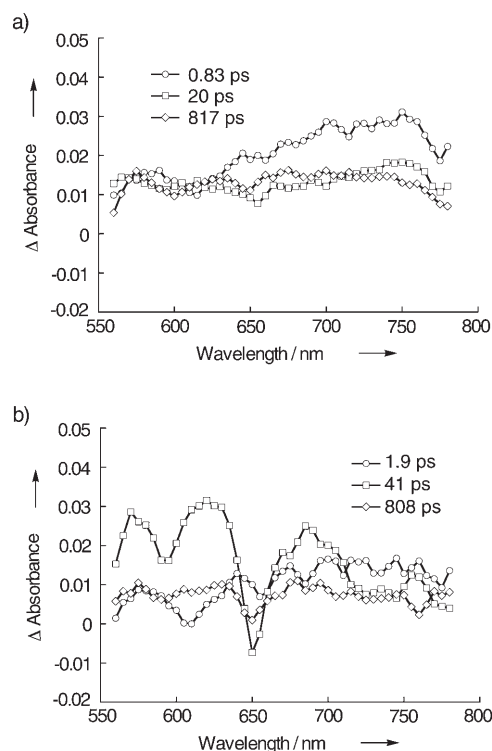 a)
0.05
0.04
0.03
0.02
0.01
0
-0.01
-0.02
Δ Absorbance
0.83 ps
20 ps
817 ps
550 600 650 700 750 800
Wavelength / nm
b)
0.05
0.04
0.03
0.02
0.01
0
-0.01
-0.02
Δ Absorbance
1.9 ps
41 ps
808 ps
550 600 650 700 750 800
Wavelength / nm